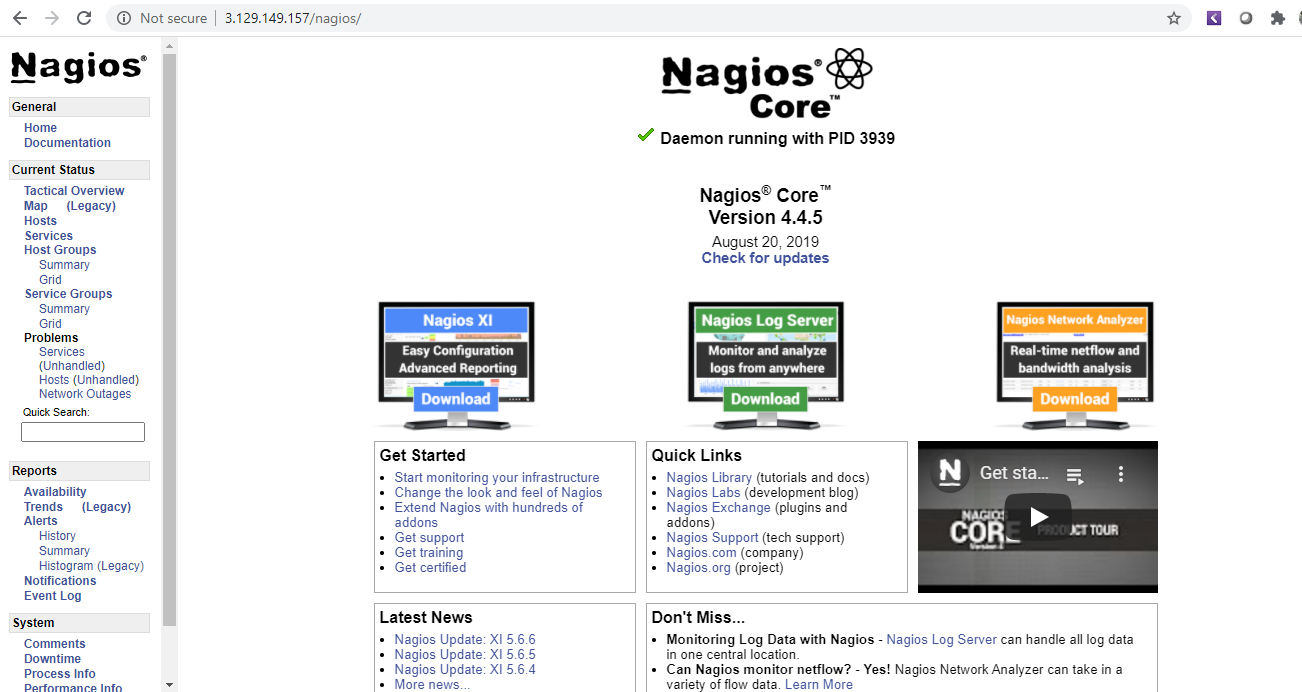 Not secure | 3.129.149.157/nagios/
Nagios®
General
Home
Documentation
Current Status
Tactical Overview
Map (Legacy)
Hosts
Services
Host Groups
Summary
Grid
Service Groups
Summary
Grid
Problems
Services
(Unhandled)
Hosts (Unhandled)
Network Outages
Quick Search:
Reports
Availability
Trends (Legacy)
Alerts
History
Summary
Histogram (Legacy)
Notifications
Event Log
System
Comments
Downtime
Process Info
Performance Info
Nagios®
Core™
Daemon running with PID 3939
Nagios® Core™
Version 4.4.5
August 20, 2019
Check for updates
Nagios XI
Easy Configuration
Advanced Reporting
Download
Nagios Log Server
Monitor and analyze
logs from anywhere
Download
Nagios Network Analyzer
Real-time netflow and
bandwidth analysis
Download
Get Started
• Start monitoring your infrastructure
• Change the look and feel of Nagios
• Extend Nagios with hundreds of
addons
• Get support
• Get training
• Get certified
Quick Links
• Nagios Library (tutorials and docs)
• Nagios Labs (development blog)
• Nagios Exchange (plugins and
addons)
• Nagios Support (tech support)
• Nagios.com (company)
• Nagios.org (project)
N Get sta...
NAGIOS
CORE PRODUCT TOUR
Latest News
• Nagios Update: XI 5.6.6
• Nagios Update: XI 5.6.5
• Nagios Update: XI 5.6.4
• More news...
Don't Miss...
• Monitoring Log Data with Nagios - Nagios Log Server can handle all log data
in one central location.
• Can Nagios monitor netflow? - Yes! Nagios Network Analyzer can take in a
variety of flow data. Learn More